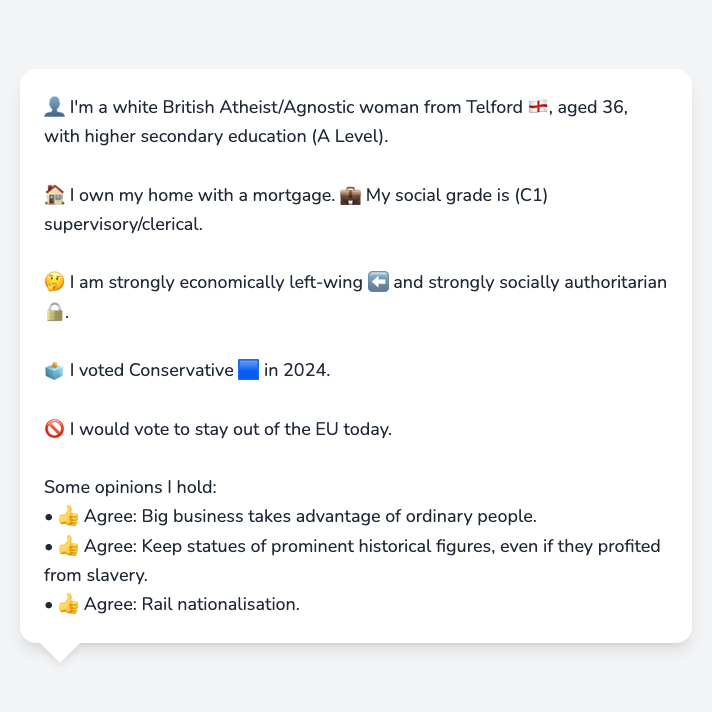 👤 I'm a white British Atheist/Agnostic woman from Telford 🏴󠁧󠁢󠁥󠁮󠁧󠁿, aged 36,
with higher secondary education (A Level).
🏠 I own my home with a mortgage. 💼 My social grade is (C1)
supervisory/clerical.
🤔 I am strongly economically left-wing ⬅️ and strongly socially authoritarian
🔒.
🗳️ I voted Conservative 🟦 in 2024.
🚫 I would vote to stay out of the EU today.
Some opinions I hold:
• 👍 Agree: Big business takes advantage of ordinary people.
• 👍 Agree: Keep statues of prominent historical figures, even if they profited
from slavery.
• 👍 Agree: Rail nationalisation.